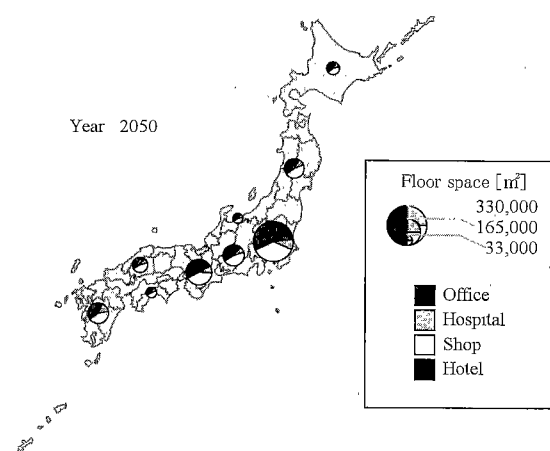 Year 2050
Floor space [㎡]
330,000
165,000
33,000
Office
Hospital
Shop
Hotel